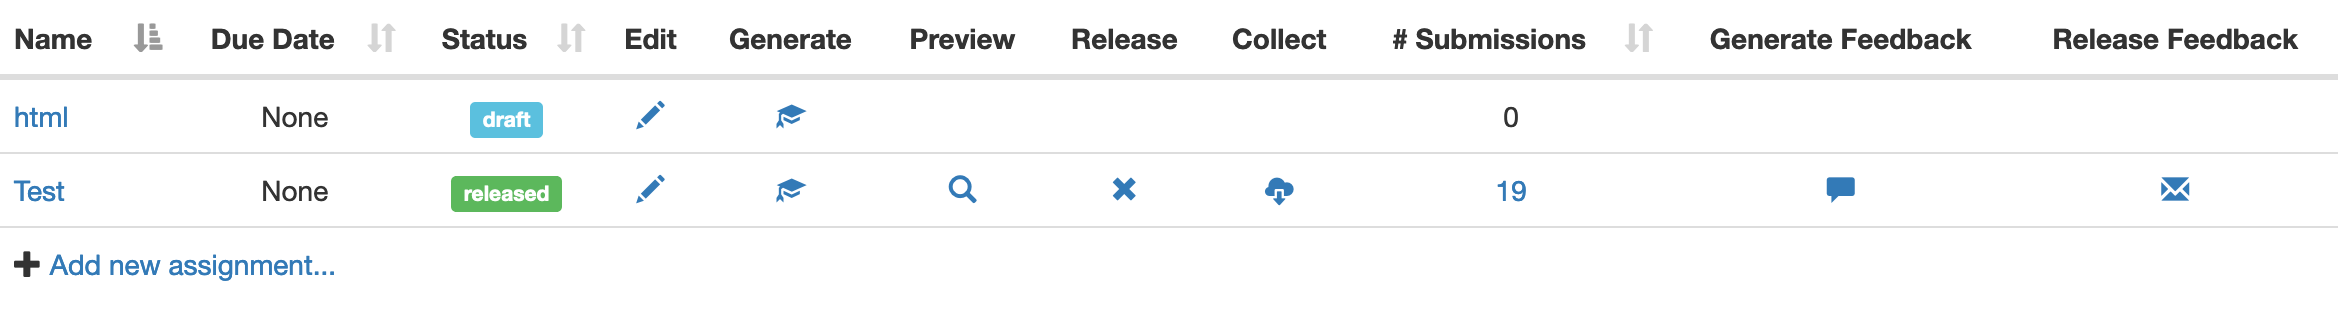 Name Due Date Status Edit Generate Preview Release Collect # Submissions Generate Feedback Release Feedback
html None draft 0
Test None released 19
Add new assignment...